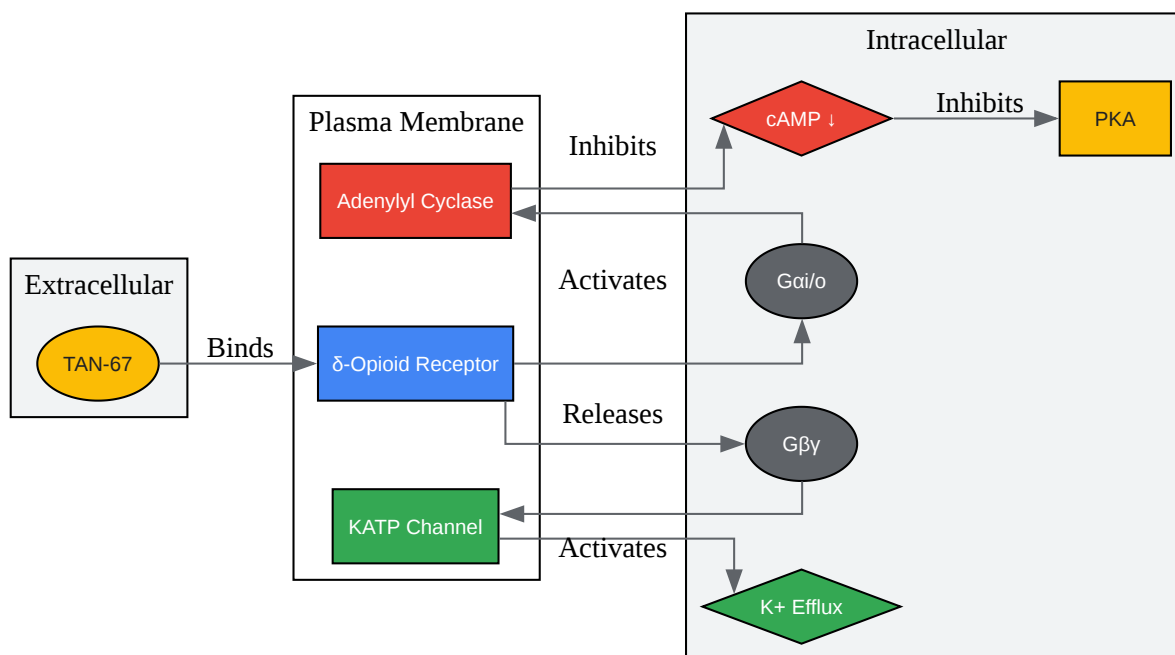 Intracellular
cAMP ↓
Inhibits
PKA
Plasma Membrane
Inhibits
Adenylyl Cyclase
Extracellular
Activates
Gαi/o
TAN-67
Binds
δ-Opioid Receptor
Releases
Gβγ
KATP Channel
Activates
K+ Efflux